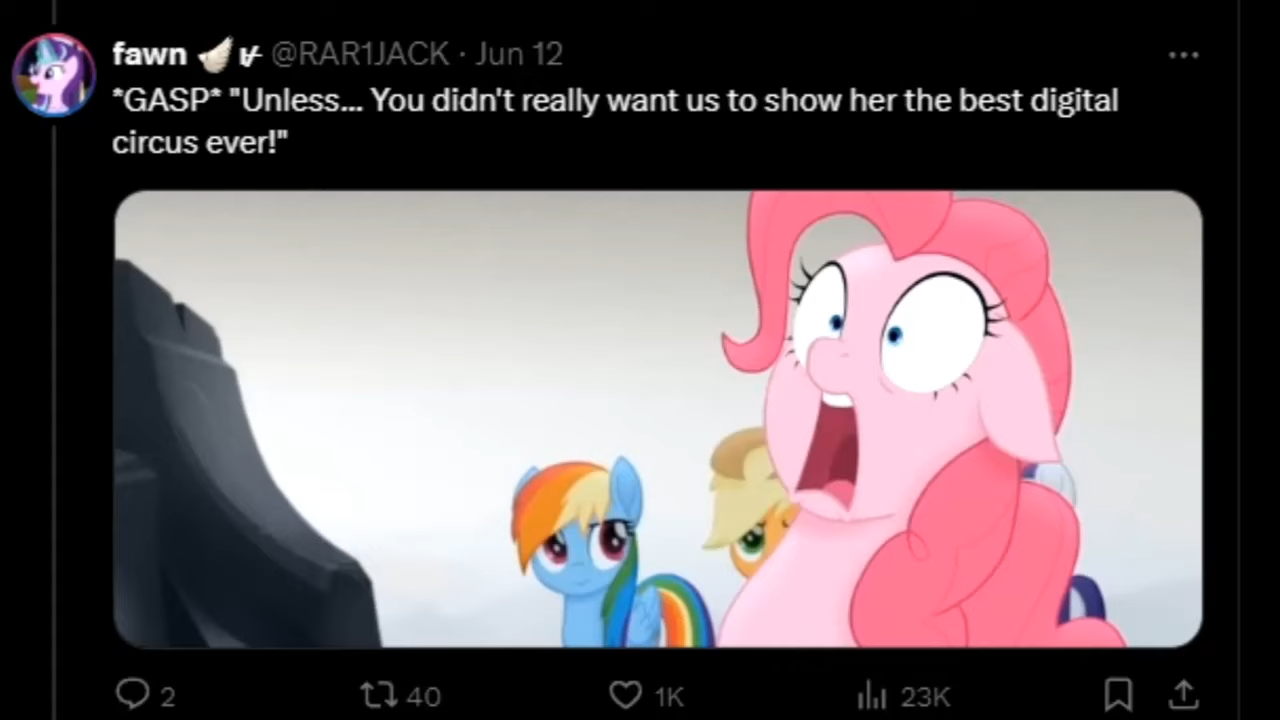 fawn @RAR1JACK · Jun 12
*GASP* "Unless... You didn't really want us to show her the best digital
circus ever!"
2 40 1K 23K